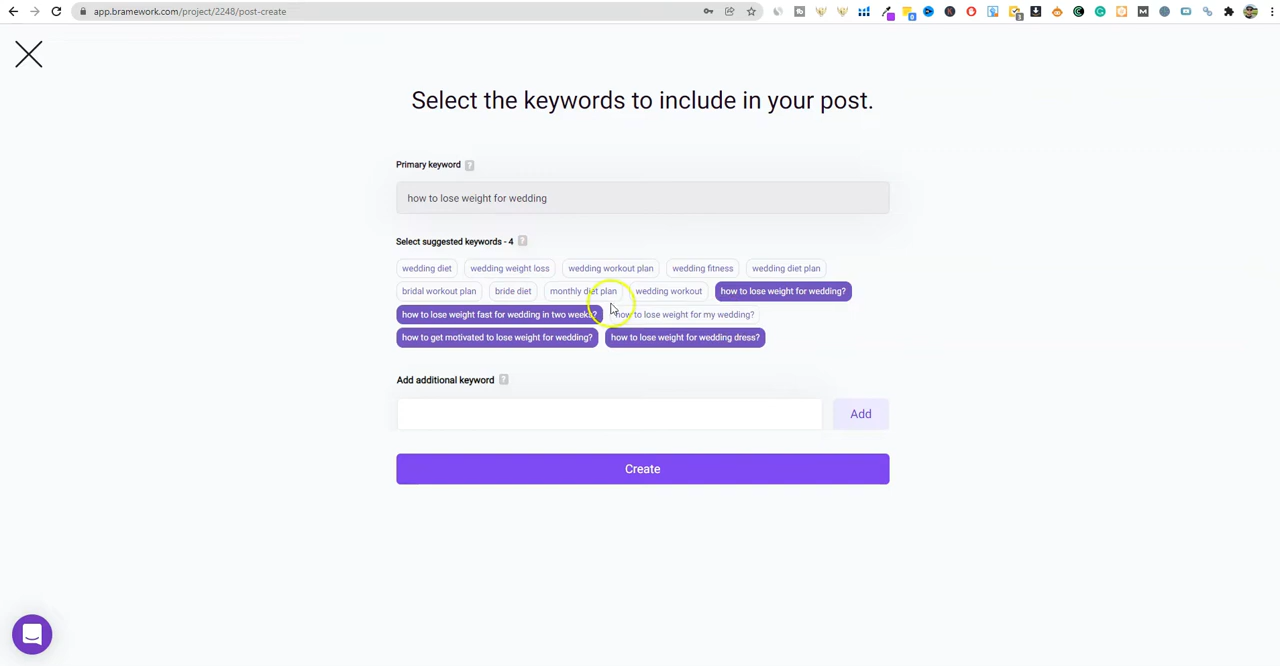 app.bramework.com/project/2248/post-create
Select the keywords to include in your post.
Primary keyword ?
how to lose weight for wedding
Select suggested keywords - 4 ?
wedding diet wedding weight loss wedding workout plan wedding fitness wedding diet plan
bridal workout plan bride diet monthly diet plan wedding workout how to lose weight for wedding?
how to lose weight fast for wedding in two weeks? how to lose weight for my wedding?
how to get motivated to lose weight for wedding? how to lose weight for wedding dress?
Add additional keyword ?
Add
Create